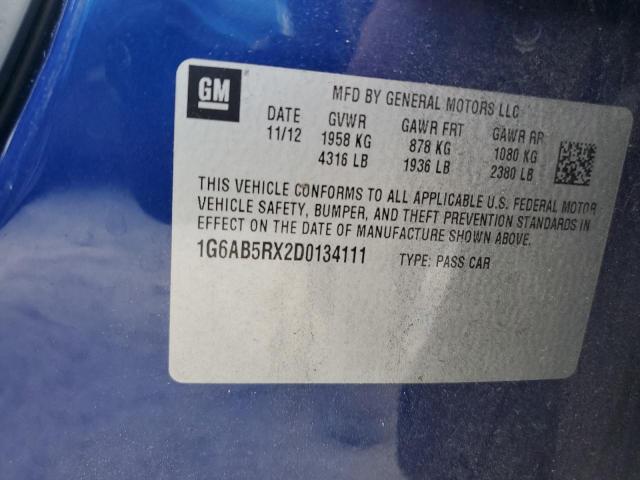 GM
MFD BY GENERAL MOTORS LLC
DATE GVWR GAWR FRT GAWR RR
11/12 1958 KG 878 KG 1080 KG
4316 LB 1936 LB 2380 LB
THIS VEHICLE CONFORMS TO ALL APPLICABLE U.S. FEDERAL MOTOR
VEHICLE SAFETY, BUMPER, AND THEFT PREVENTION STANDARDS IN
EFFECT ON THE DATE OF MANUFACTURE SHOWN ABOVE.
1G6AB5RX2D0134111 TYPE: PASS CAR